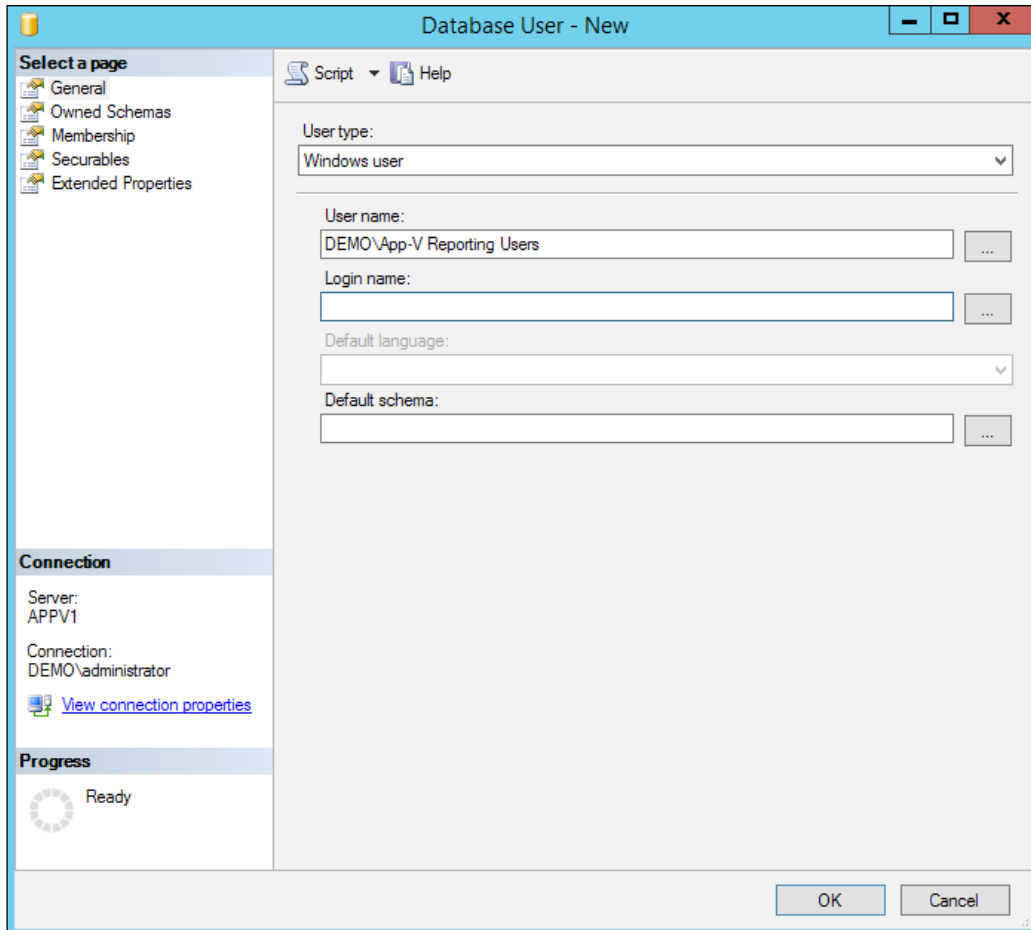 Database User - New
Select a page
General
Owned Schemas
Membership
Securables
Extended Properties
Script
Help
User type:
Windows user
User name:
DEMO\App-V Reporting Users
...
Login name:
...
Default language:
Default schema:
...
Connection
Server:
APPV1
Connection:
DEMO\administrator
View connection properties
Progress
Ready
OK
Cancel